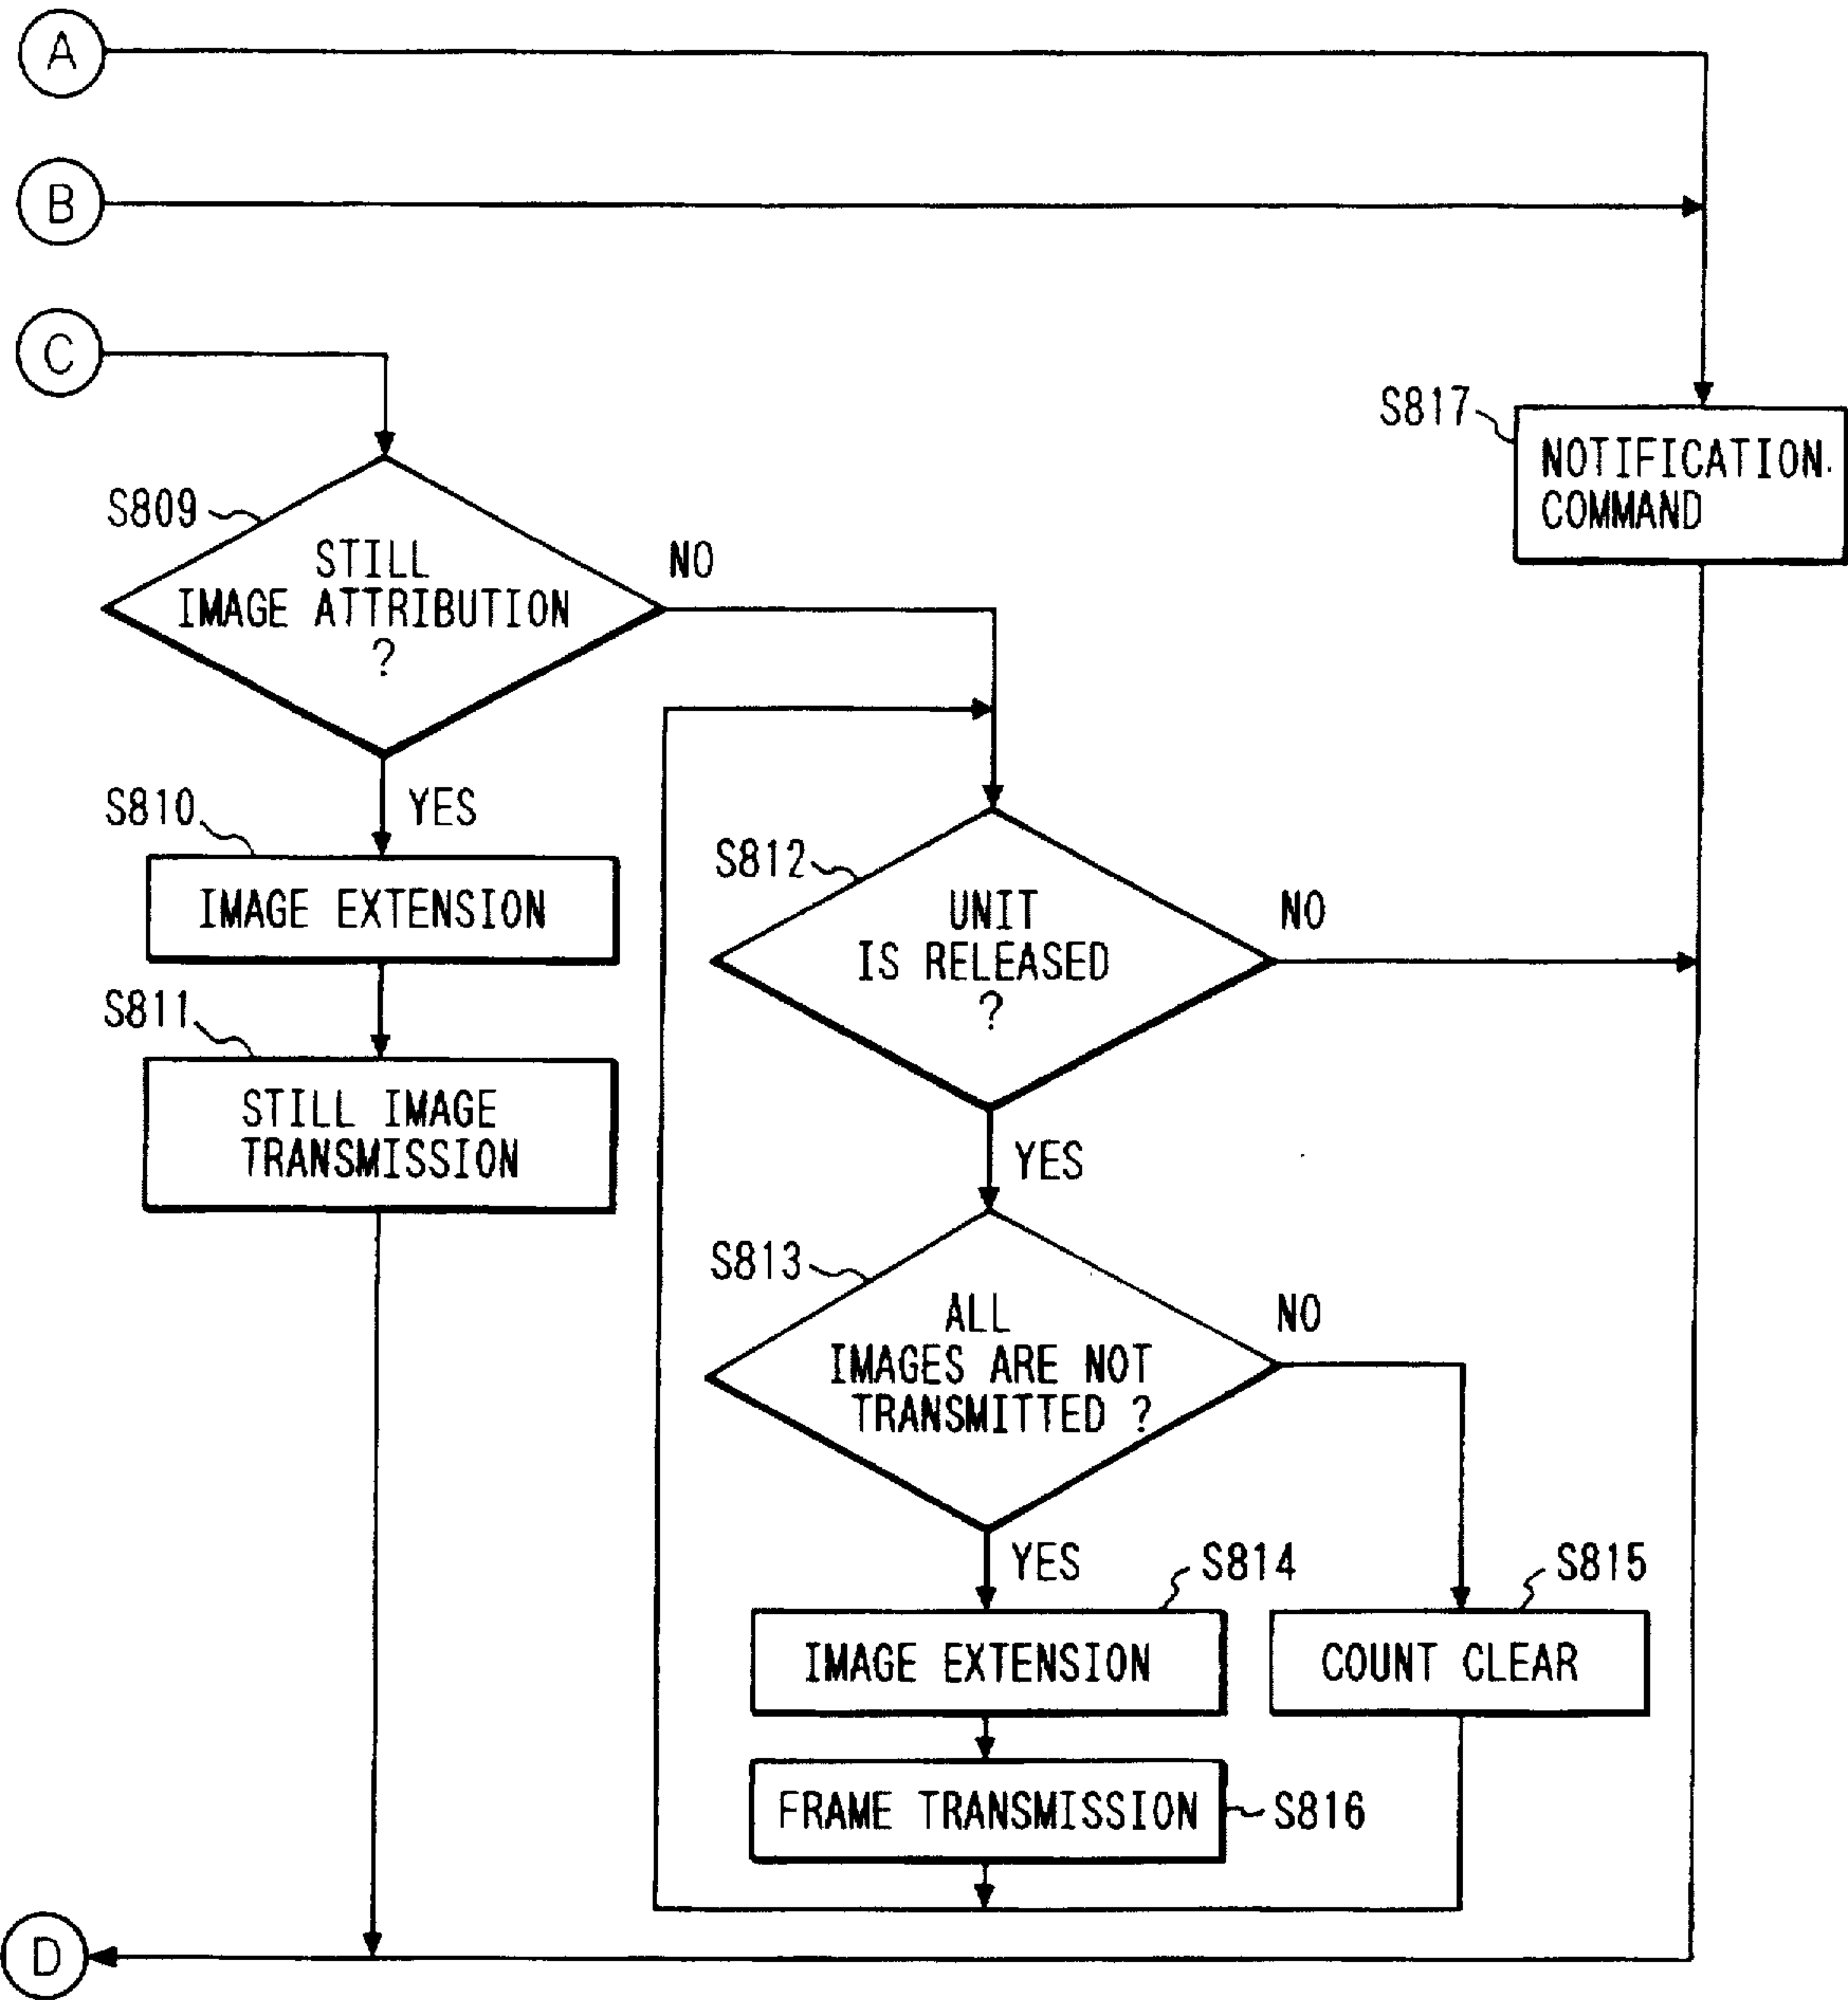 A
B
C
S817
NOTIFICATION.
COMMAND
S809
STILL
IMAGE ATTRIBUTION
?
NO
YES
S810
IMAGE EXTENSION
S811
STILL IMAGE
TRANSMISSION
S812
UNIT
IS RELEASED
?
NO
YES
S813
ALL
IMAGES ARE NOT
TRANSMITTED ?
NO
YES
S814
IMAGE EXTENSION
S815
COUNT CLEAR
FRAME TRANSMISSION
S816
D